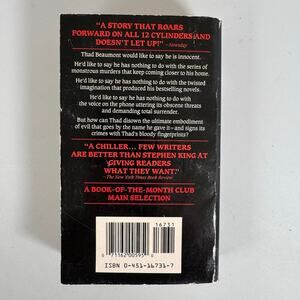 "A STORY THAT ROARS
FORWARD ON ALL 12 CYLINDERS AND
DOESN'T LET UP!" —Newsday
Thad Beaumont would like to say he is innocent.
He'd like to say he has nothing to do with the series of
monstrous murders that keep coming closer to his home.
He'd like to say he has nothing to do with the twisted
imagination that produced his bestselling novels.
He'd like to say he has nothing to do with
the voice on the phone uttering its obscene threats
and demanding total surrender.
But how can Thad disown the ultimate embodiment
of evil that goes by the name he gave it—and signs its
crimes with Thad's bloody fingerprints?
"A CHILLER... FEW WRITERS
ARE BETTER THAN STEPHEN KING AT
GIVING READERS
WHAT THEY WANT."
—The New York Times Book Review
A BOOK-OF-THE-MONTH CLUB
MAIN SELECTION
16731
0 71162 00595
ISBN 0-451-16731-7